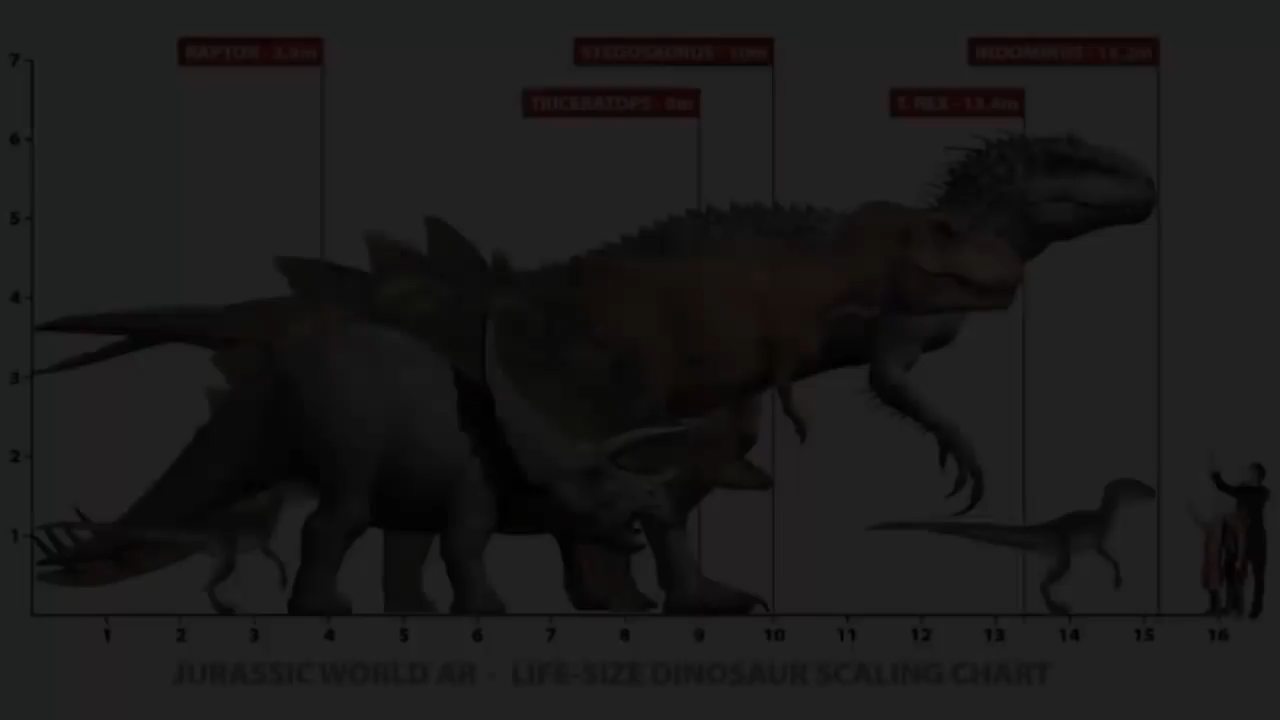 RAPTOR - 3.9m
STEGOSAURUS - 10m
INDOMINUS - 15.2m
TRICERATOPS - 9m
T. REX - 13.4m
7
6
5
4
3
2
1
1 2 3 4 5 6 7 8 9 10 11 12 13 14 15 16
JURASSIC WORLD AR - LIFE-SIZE DINOSAUR SCALING CHART